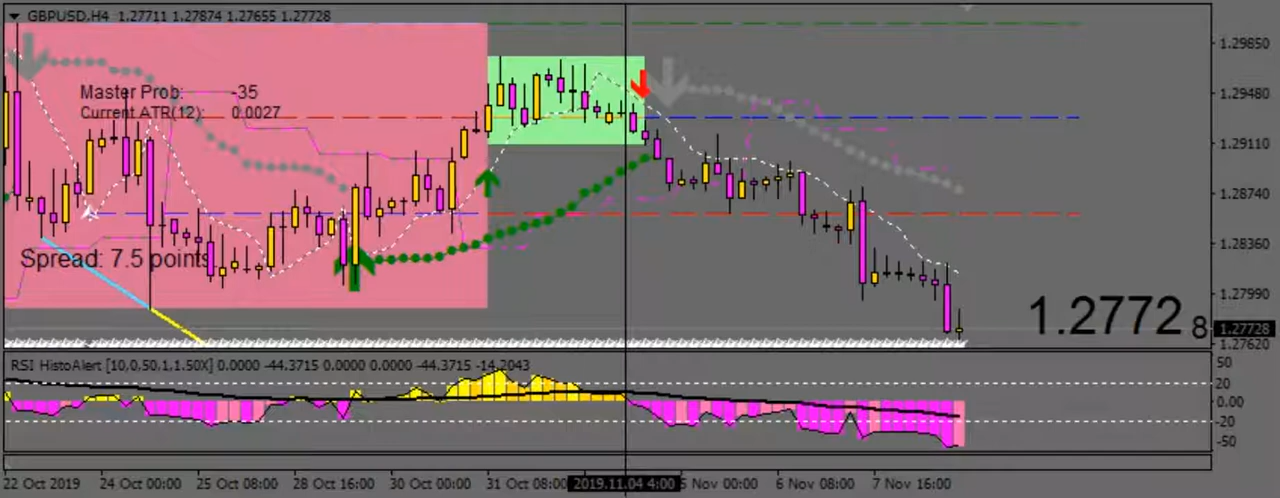 GBPUSD,H4 1.27711 1.27874 1.27655 1.27728
Master Prob: -35
Current ATR(12): 0.0027
Spread: 7.5 points
1.27728
1.29850
1.29480
1.29110
1.28740
1.28360
1.27990
1.27728
1.27620
RSI HistoAlert [10,0,50,1,1.50X] 0.0000 -44.3715 0.0000 0.0000 -44.3715 -14.2043
50
20
0.00
-20
-50
22 Oct 2019 24 Oct 00:00 25 Oct 08:00 28 Oct 16:00 30 Oct 00:00 31 Oct 08:00 2019.11.04 4:00 5 Nov 00:00 6 Nov 08:00 7 Nov 16:00